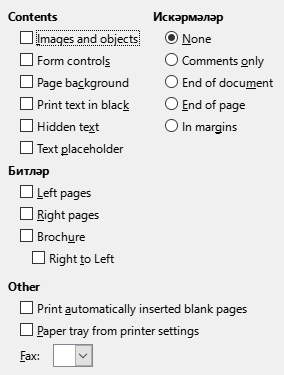 Contents
Images and objects
Form controls
Page background
Print text in black
Hidden text
Text placeholder
Искәрмәләр
None
Comments only
End of document
End of page
In margins
Битләр
Left pages
Right pages
Brochure
Right to Left
Other
Print automatically inserted blank pages
Paper tray from printer settings
Fax: